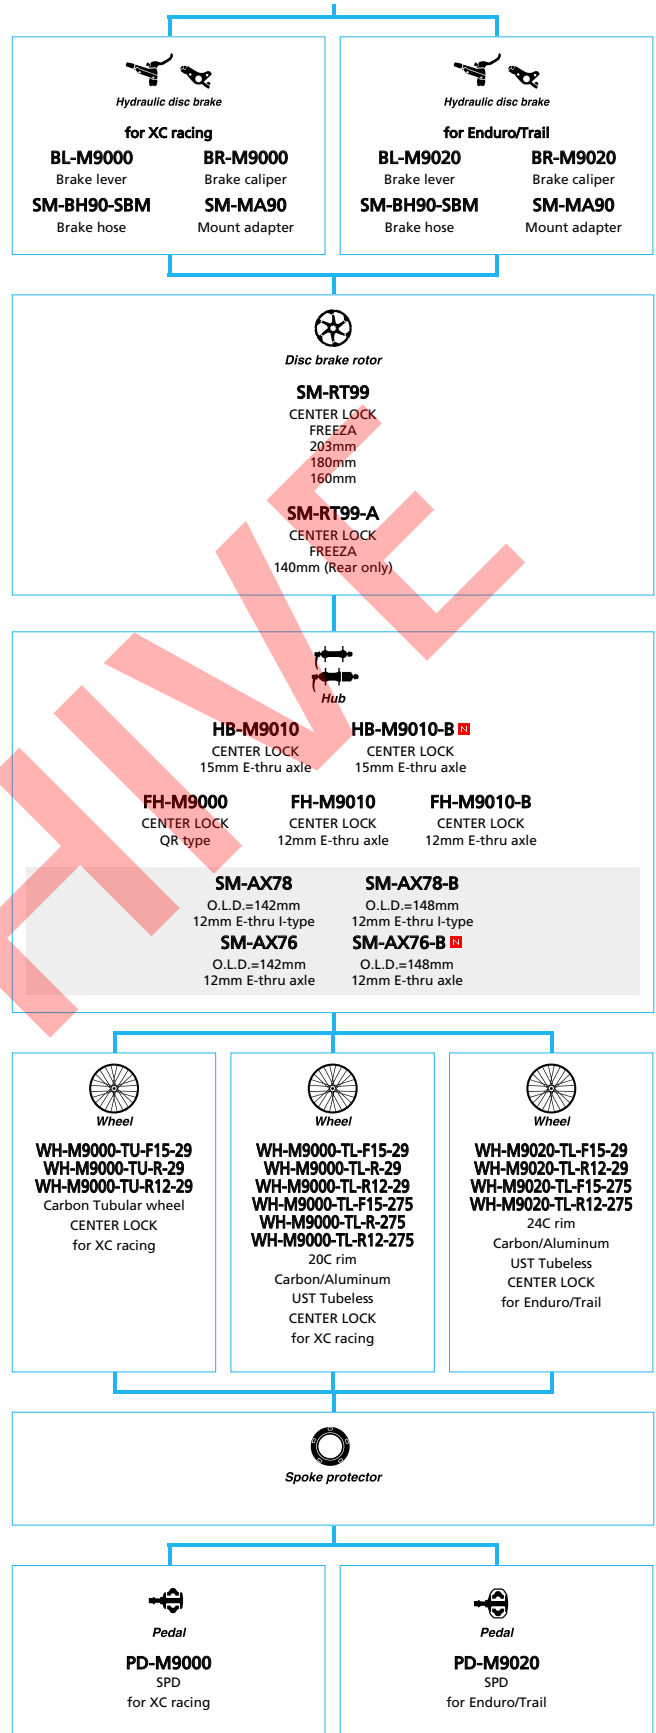 Hydraulic disc brake
for XC racing
BL-M9000 BR-M9000
Brake lever Brake caliper
SM-BH90-SBM SM-MA90
Brake hose Mount adapter
Hydraulic disc brake
for Enduro/Trail
BL-M9020 BR-M9020
Brake lever Brake caliper
SM-BH90-SBM SM-MA90
Brake hose Mount adapter
Disc brake rotor
SM-RT99
CENTER LOCK
FREEZA
203mm
180mm
160mm
SM-RT99-A
CENTER LOCK
FREEZA
140mm (Rear only)
Hub
HB-M9010 HB-M9010-B N
CENTER LOCK CENTER LOCK
15mm E-thru axle 15mm E-thru axle
FH-M9000 FH-M9010 FH-M9010-B
CENTER LOCK CENTER LOCK CENTER LOCK
QR type 12mm E-thru axle 12mm E-thru axle
SM-AX78 SM-AX78-B
O.L.D.=142mm O.L.D.=148mm
12mm E-thru I-type 12mm E-thru I-type
SM-AX76 SM-AX76-B N
O.L.D.=142mm O.L.D.=148mm
12mm E-thru axle 12mm E-thru axle
Wheel
WH-M9000-TU-F15-29
WH-M9000-TU-R-29
WH-M9000-TU-R12-29
Carbon Tubular wheel
CENTER LOCK
for XC racing
Wheel
WH-M9000-TL-F15-29
WH-M9000-TL-R-29
WH-M9000-TL-R12-29
WH-M9000-TL-F15-275
WH-M9000-TL-R-275
WH-M9000-TL-R12-275
20C rim
Carbon/Aluminum
UST Tubeless
CENTER LOCK
for XC racing
Wheel
WH-M9020-TL-F15-29
WH-M9020-TL-R12-29
WH-M9020-TL-F15-275
WH-M9020-TL-R12-275
24C rim
Carbon/Aluminum
UST Tubeless
CENTER LOCK
for Enduro/Trail
Spoke protector
Pedal
PD-M9000
SPD
for XC racing
Pedal
PD-M9020
SPD
for Enduro/Trail
HIVE